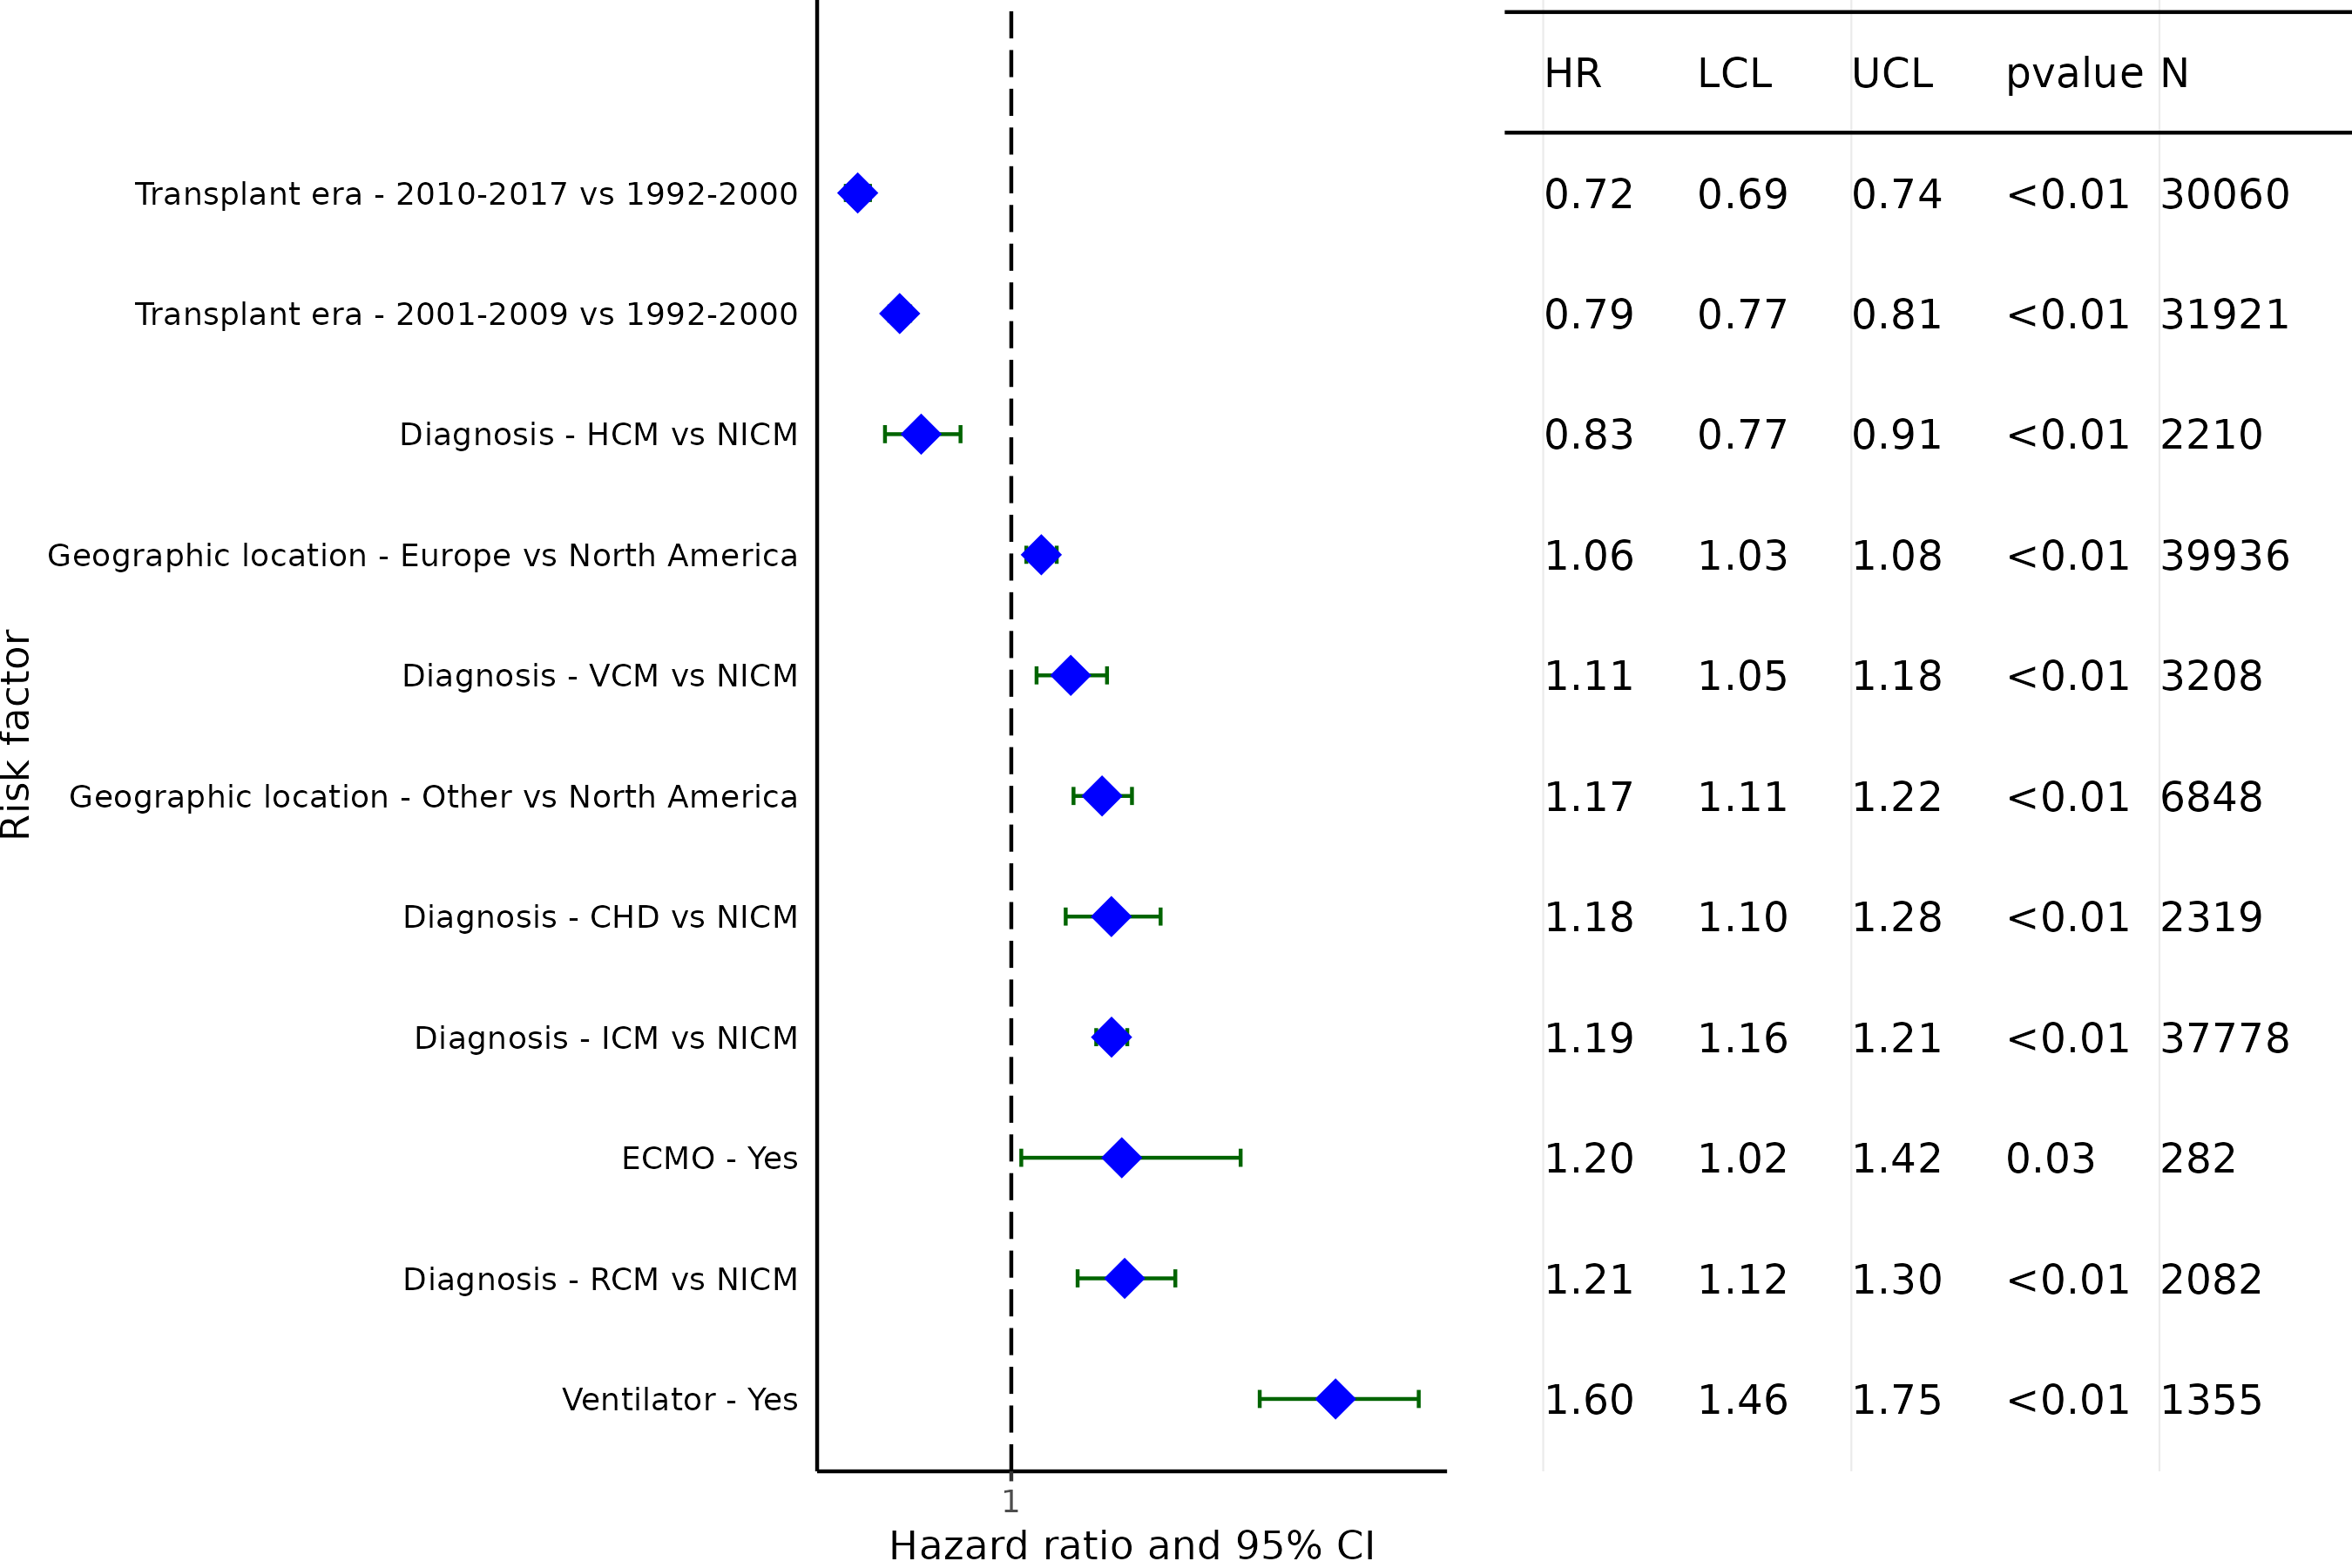 HR LCL UCL pvalue N
Transplant era - 2010-2017 vs 1992-2000 0.72 0.69 0.74 <0.01 30060
Transplant era - 2001-2009 vs 1992-2000 0.79 0.77 0.81 <0.01 31921
Diagnosis - HCM vs NICM 0.83 0.77 0.91 <0.01 2210
Geographic location - Europe vs North America 1.06 1.03 1.08 <0.01 39936
Diagnosis - VCM vs NICM 1.11 1.05 1.18 <0.01 3208
Geographic location - Other vs North America 1.17 1.11 1.22 <0.01 6848
Diagnosis - CHD vs NICM 1.18 1.10 1.28 <0.01 2319
Diagnosis - ICM vs NICM 1.19 1.16 1.21 <0.01 37778
ECMO - Yes 1.20 1.02 1.42 0.03 282
Diagnosis - RCM vs NICM 1.21 1.12 1.30 <0.01 2082
Ventilator - Yes 1.60 1.46 1.75 <0.01 1355
Risk factor
1
Hazard ratio and 95% CI